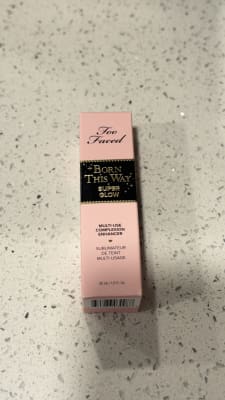 Too
Faced
BORN
THIS WAY
SUPER
GLOW
MULTI-USE
COMPLEXION
ENHANCER
SUBLIMATEUR
DE TEINT
MULTI-USAGE